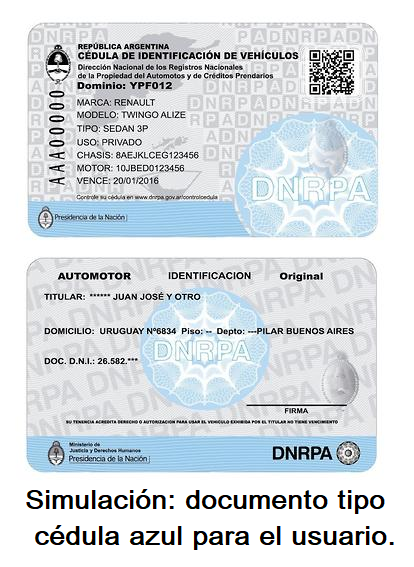 REPÚBLICA ARGENTINA
CÉDULA DE IDENTIFICACIÓN DE VEHÍCULOS
Dirección Nacional de los Registros Nacionales
de la Propiedad del Automotos y de Créditos Prendarios
Dominio: YPF012
AAA00000
MARCA: RENAULT
MODELO: TWINGO ALIZE
TIPO: SEDAN 3P
USO: PRIVADO
CHASIS: 8AEJKLCEG123456
MOTOR: 10JBED0123456
VENCE: 20/01/2016
Controle su cédula en www.dnrpa.gov.ar/controlcedula
DNRPA
Presidencia de la Nación
AUTOMOTOR IDENTIFICACION Original
TITULAR: ****** JUAN JOSÉ Y OTRO
DOMICILIO: URUGUAY Nº6834 Piso: -- Depto: ---PILAR BUENOS AIRES
DNRPA
DOC. D.N.I.: 26.582.***
FIRMA
SU TENENCIA ACREDITA DERECHO O AUTORIZACION PARA USAR EL VEHICULO EXHIBIDA POR EL TITULAR NO TIENE VENCIMIENTO
Ministerio de
Justicia y Derechos Humanos
Presidencia de la Nación
DNRPA
Simulación: documento tipo
cédula azul para el usuario.